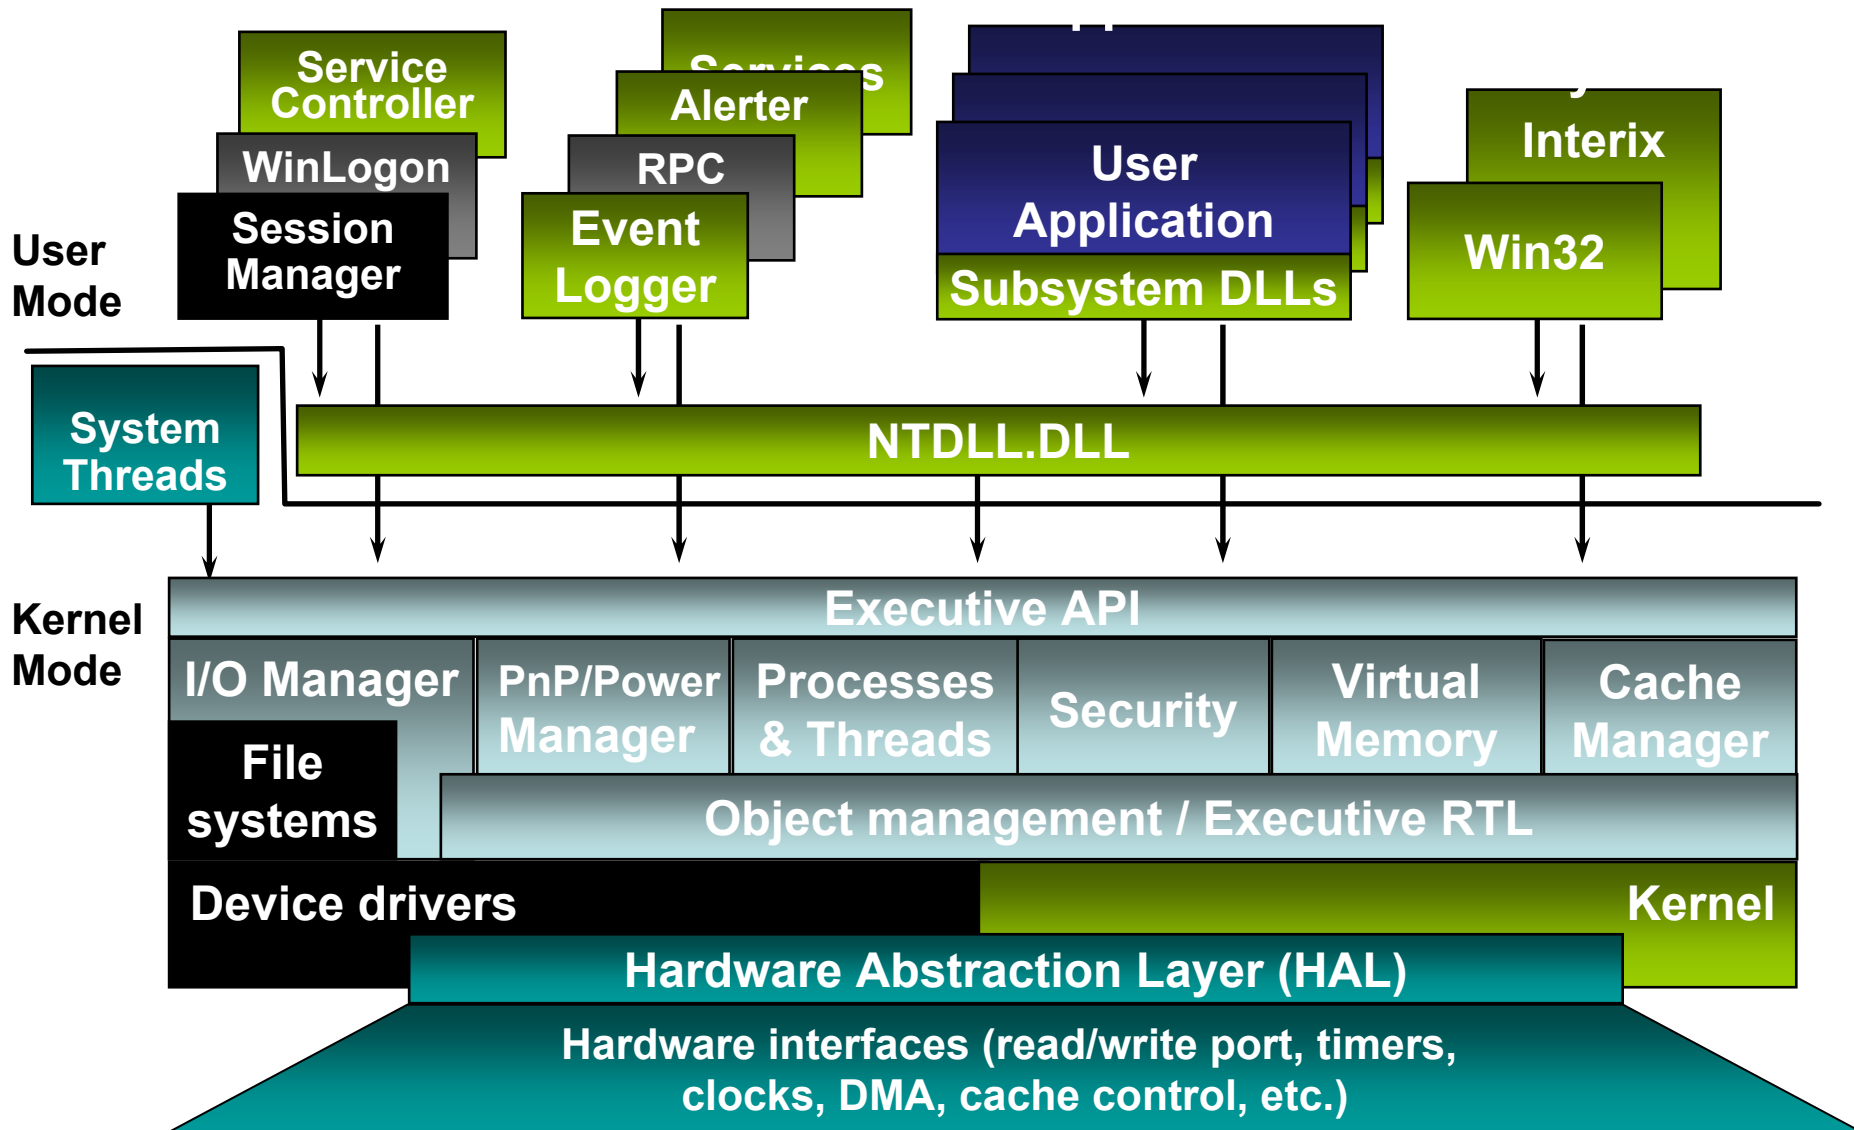 Service
Controller
WinLogon
Session
Manager
Services
Alerter
RPC
Event
Logger
User
Application
Subsystem DLLs
Interix
Win32
User
Mode
System
Threads
NTDLL.DLL
Kernel
Mode
Executive API
I/O Manager
PnP/Power
Manager
Processes
& Threads
Security
Virtual
Memory
Cache
Manager
File
systems
Object management / Executive RTL
Device drivers
Kernel
Hardware Abstraction Layer (HAL)
Hardware interfaces (read/write port, timers,
clocks, DMA, cache control, etc.)